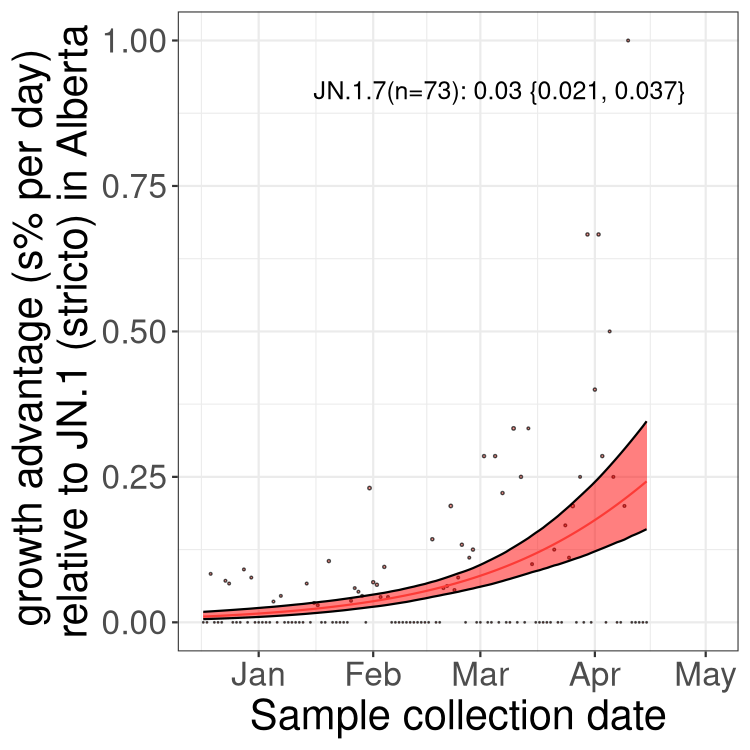 growth advantage (s% per day)
relative to JN.1 (stricto) in Alberta
1.00
0.75
0.50
0.25
0.00
JN.1.7(n=73): 0.03 {0.021, 0.037}
Jan Feb Mar Apr May
Sample collection date